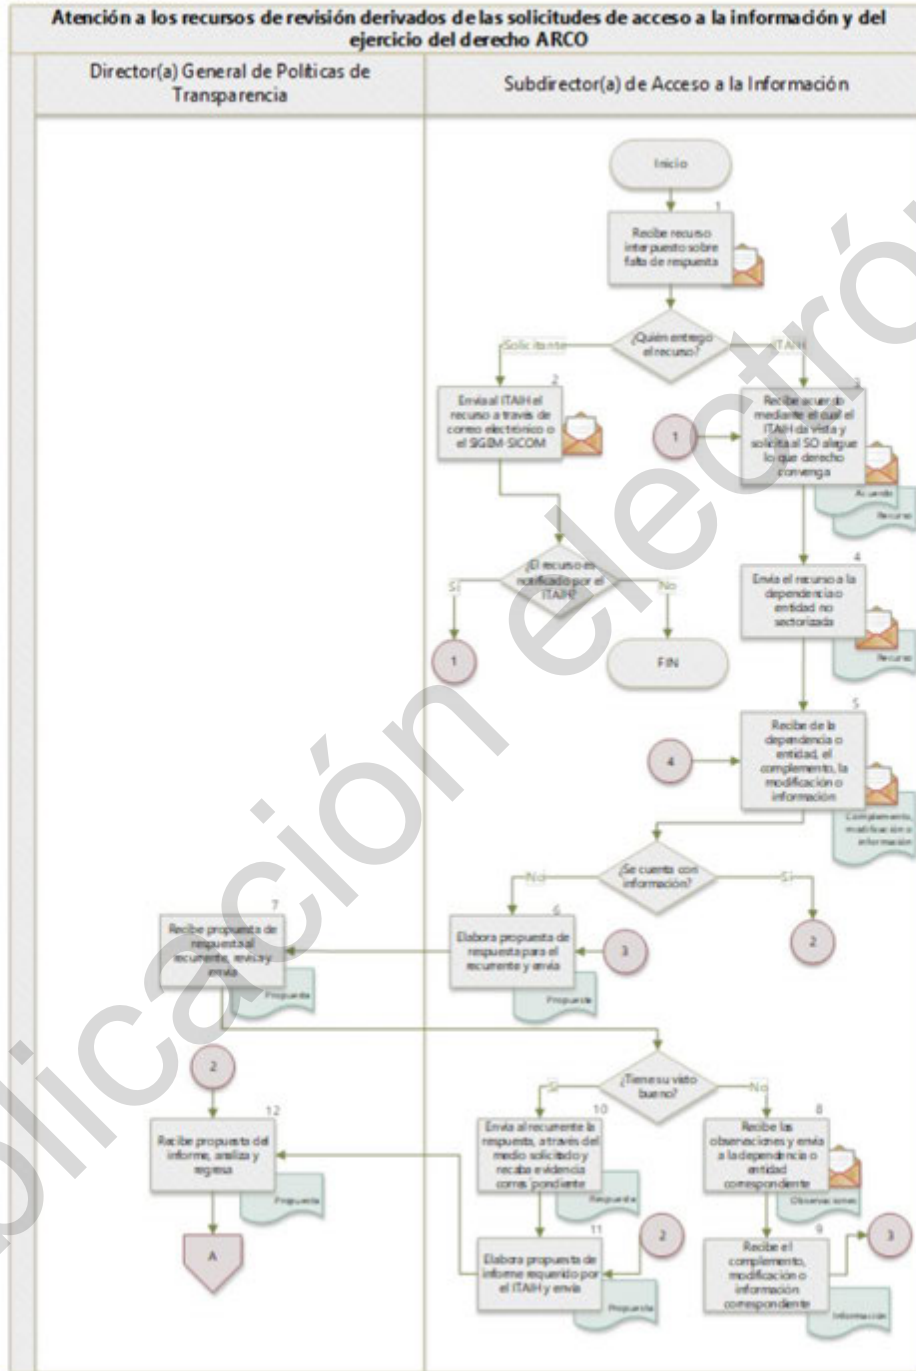 Atención a los recursos de revisión derivados de las solicitudes de acceso a la información y del
ejercicio del derecho ARCO
Director(a) General de Políticas de
Transparencia
Subdirector(a) de Acceso a la Información
Inicio
1
Recibe recurso
interpuesto sobre
falta de respuesta
¿Quién entrego
el recurso?
Solicitante
ITAIH
2
Envía al ITAIH el
recurso a través de
correo electrónico o
el SIGEM-SICOM
3
Recibe acuerdo
mediante el cual el
ITAIH da vista y
solicita al SO alegue
lo que derecho
convenga
1
Acuerdo
Recurso
¿El recurso es
notificado por el
ITAIH?
Sí
No
1
FIN
4
Envía el recurso a la
dependencia o
entidad no
sectorizada
Recurso
5
Recibe de la
dependencia o
entidad, el
complemento, la
modificación o
información
4
Complemento,
modificación o
información
¿Se cuenta con
información?
No
Sí
2
6
Elabora propuesta de
respuesta para el
recurrente y envía
3
Propuesta
7
Recibe propuesta de
respuesta al
recurrente, revisa y
envía
Propuesta
¿Tiene su visto
bueno?
Sí
No
2
12
Recibe propuesta del
informe, analiza y
regresa
Propuesta
A
10
Envía al recurrente la
respuesta, a través del
medio solicitado y
recaba evidencia
correspondiente
Respuesta
8
Recibe las
observaciones y envía
a la dependencia o
entidad
correspondiente
Observaciones
11
Elabora propuesta de
informe requerido por
el ITAIH y envía
2
Propuesta
9
Recibe el
complemento,
modificación o
información
correspondiente
3
Información
plicación electrón